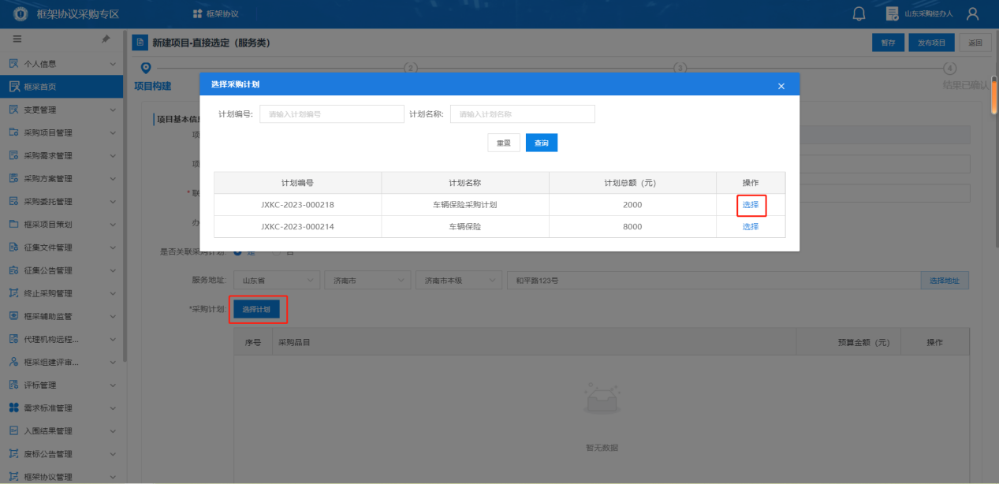 框架协议采购专区
框架协议
山东采购经办人
新建项目-直接选定（服务类）
暂存
发布项目
返回
个人信息
框采首页
变更管理
采购项目管理
采购需求管理
采购方案管理
采购委托管理
框采项目策划
征集文件管理
征集公告管理
终止采购管理
框采辅助监管
代理机构远程...
框采组建评审...
评标管理
需求标准管理
入围结果管理
废标公告管理
框架协议管理
2
3
4
项目构建
结果已确认
项目基本信
项
项
* 联
办
选择采购计划
计划编号: 请输入计划编号 计划名称: 请输入计划名称
重置 查询
计划编号 计划名称 计划总额（元） 操作
JXKC-2023-000218 车辆保险采购计划 2000 选择
JXKC-2023-000214 车辆保险 8000 选择
是否关联采购计划: 是 否
服务地址: 山东省 济南市 济南市本级 和平路123号 选择地址
*采购计划: 选择计划
序号 采购品目 预算金额（元） 操作
暂无数据